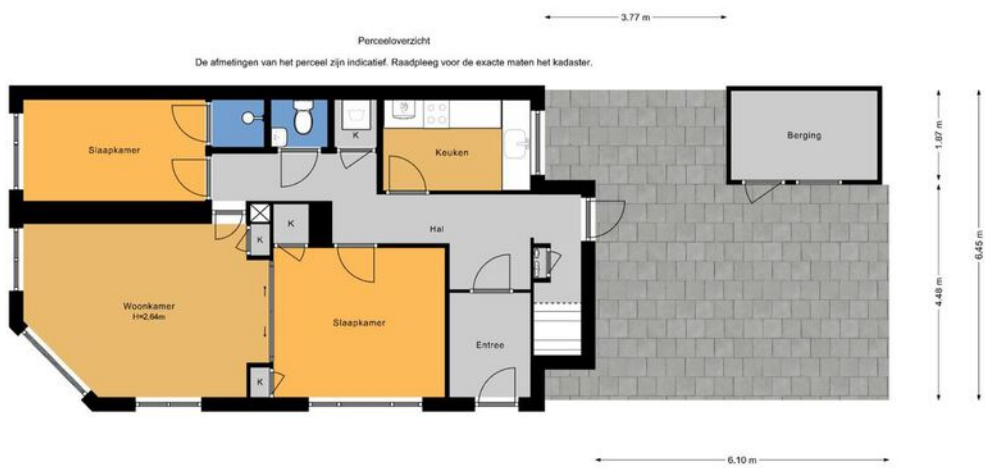 3.77 m
Perceeloverzicht
De afmetingen van het perceel zijn indicatief. Raadpleeg voor de exacte maten het kadaster.
Slaapkamer
K
Keuken
Berging
1.87 m
K
K
Hal
6.45 m
Woonkamer
H=2,64m
Slaapkamer
Entree
4.48 m
K
6.10 m